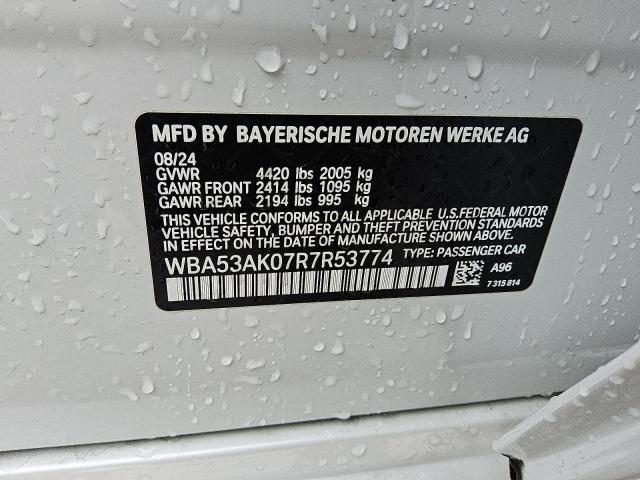 MFD BY BAYERISCHE MOTOREN WERKE AG
08/24
GVWR 4420 lbs 2005 kg
GAWR FRONT 2414 lbs 1095 kg
GAWR REAR 2194 lbs 995 kg
THIS VEHICLE CONFORMS TO ALL APPLICABLE U.S.FEDERAL MOTOR
VEHICLE SAFETY, BUMPER AND THEFT PREVENTION STANDARDS
IN EFFECT ON THE DATE OF MANUFACTURE SHOWN ABOVE.
WBA53AK07R7R53774 TYPE: PASSENGER CAR
A96
7315814